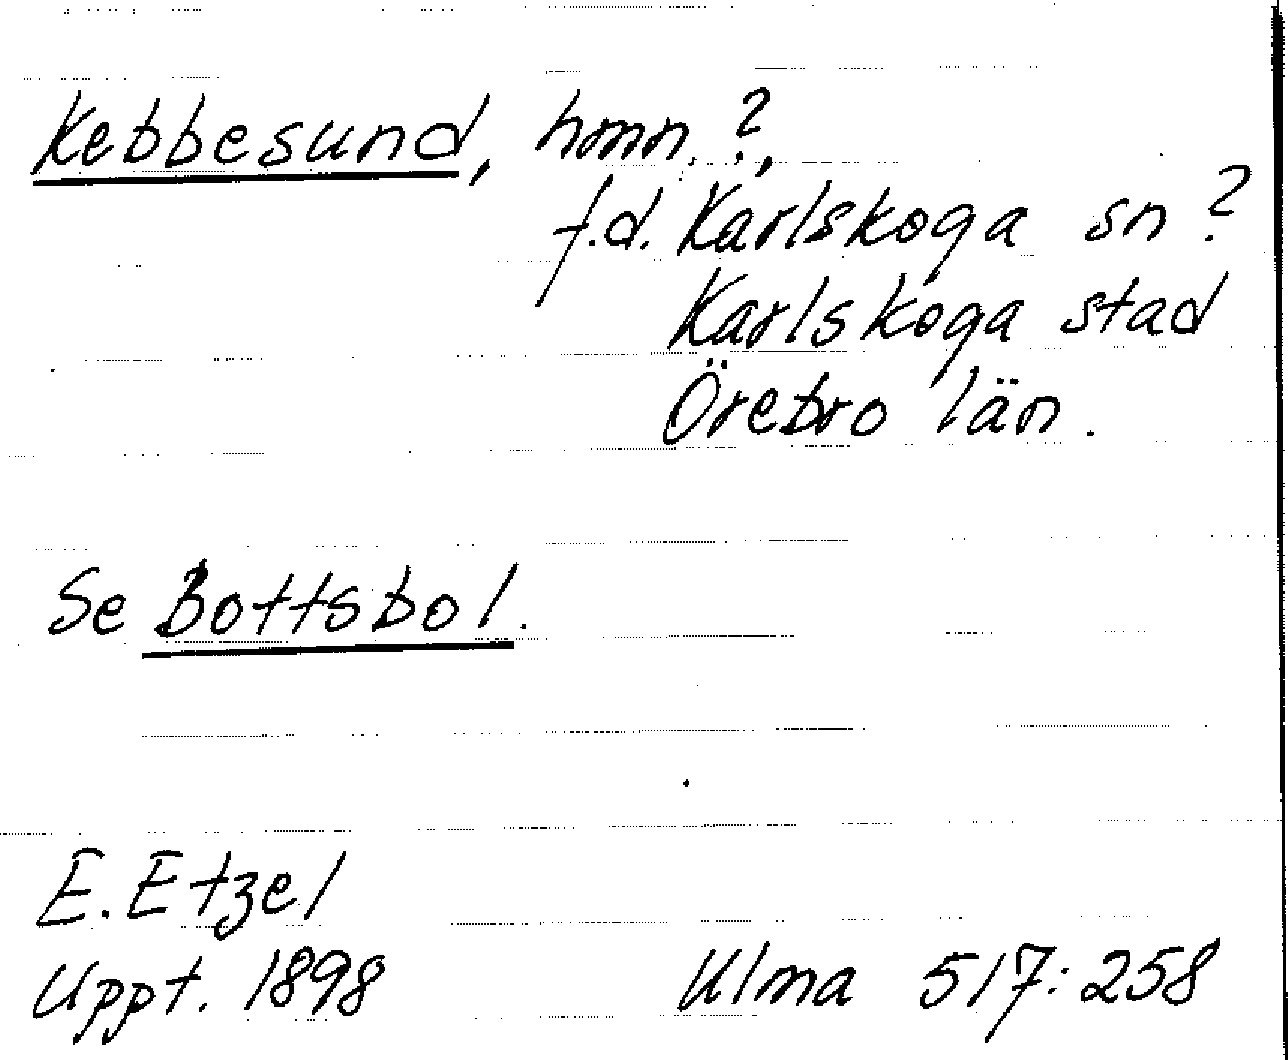 Kebbesund, hmn. ?,
f.d. Karlskoga sn ?
Karlskoga stad
Örebro län.
Se Bottsbol.
E. Etzel
Uppt. 1898 Ulma 517:258